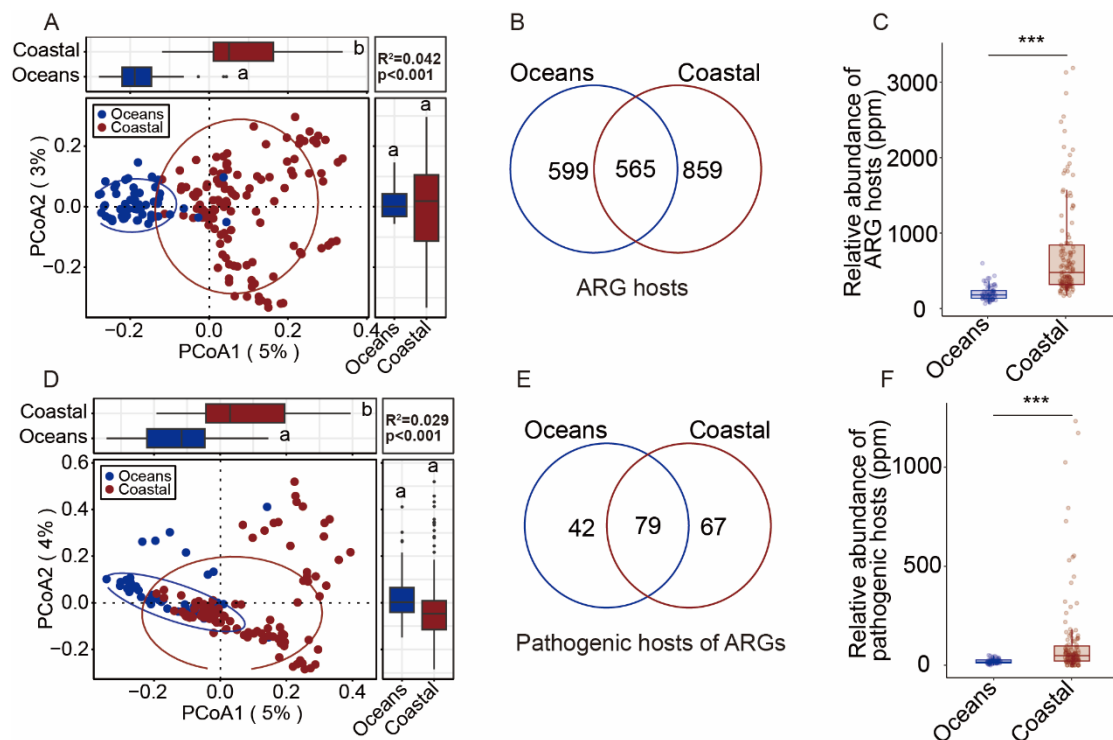 A
Coastal
Oceans
b
a
R²=0.042
p<0.001
Oceans
Coastal
a
a
0.2
0.0
−0.2
PCoA2 ( 3% )
−0.2
0.0
0.2
0.4
PCoA1 ( 5% )
Oceans
Coastal
B
Oceans
Coastal
599
565
859
ARG hosts
C
***
Relative abundance of
ARG hosts (ppm)
3000
2000
1000
0
Oceans
Coastal
D
Coastal
Oceans
b
a
R²=0.029
p<0.001
Oceans
Coastal
a
a
0.6
0.4
0.2
0.0
−0.2
PCoA2 ( 4% )
−0.2
0.0
0.2
0.4
PCoA1 ( 5% )
Oceans
Coastal
E
Oceans
Coastal
42
79
67
Pathogenic hosts of ARGs
F
***
Relative abundance of
pathogenic hosts (ppm)
1000
500
0
Oceans
Coastal